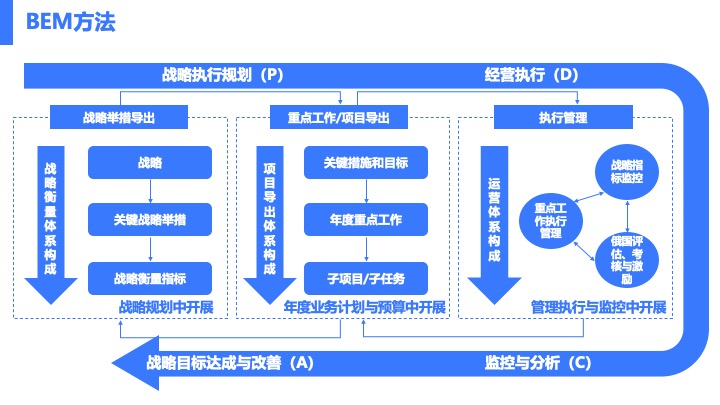 BEM方法
战略执行规划（P）
经营执行（D）
战略举措导出
重点工作/项目导出
执行管理
战略衡量体系构成
战略
关键战略举措
战略衡量指标
战略规划中开展
项目导出体系构成
关键措施和目标
年度重点工作
子项目/子任务
年度业务计划与预算中开展
运营体系构成
战略指
标监控
重点工
作执行
管理
俄国评
估、考
核与激
励
管理执行与监控中开展
战略目标达成与改善（A）
监控与分析（C）